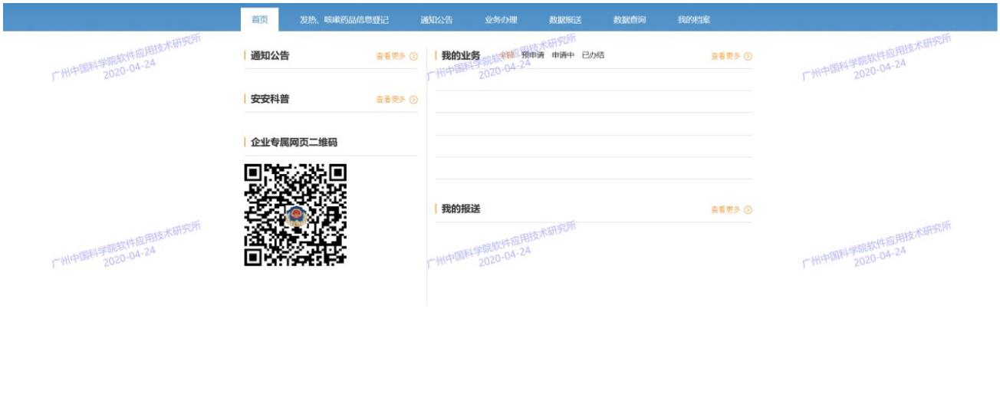 首页 发热、咳嗽药品信息登记 通知公告 业务办理 数据报送 数据查询 我的档案
通知公告 查看更多
安安科普 查看更多
企业专属网页二维码
我的业务 全部 预申请 申请中 已办结 查看更多
我的报送 查看更多
广州中国科学院软件应用技术研究所
2020-04-24
广州中国科学院软件应用技术研究所
2020-04-24
广州中国科学院软件应用技术研究所
2020-04-24
广州中国科学院软件应用技术研究所
2020-04-24
广州中国科学院软件应用技术研究所
2020-04-24
广州中国科学院软件应用技术研究所
2020-04-24